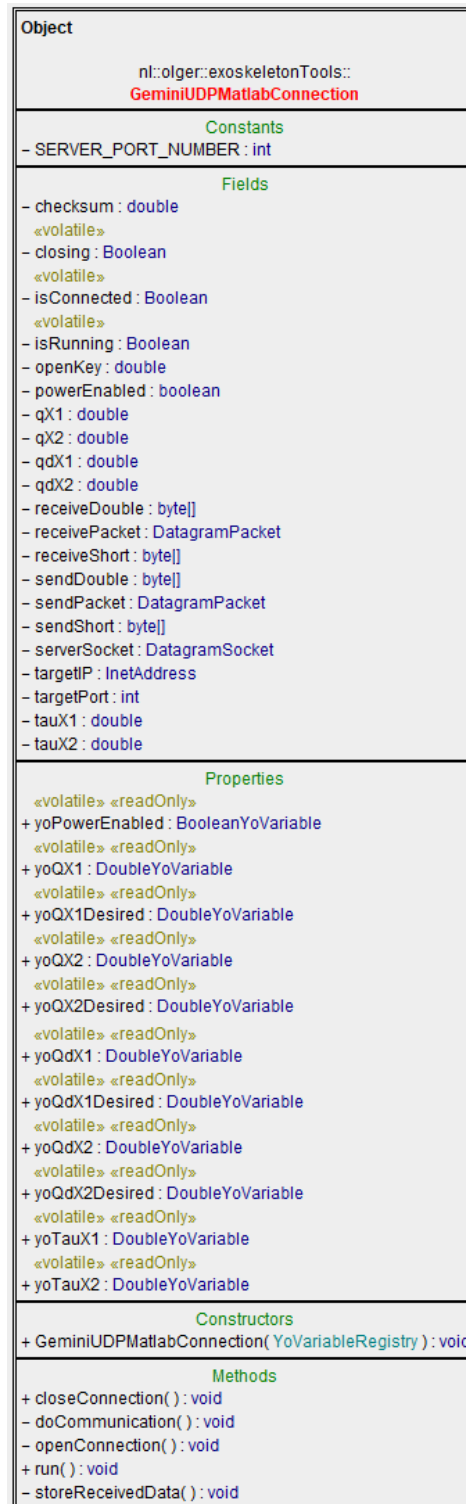 Object
nl::olger::exoskeletonTools::
GeminiUDPMatlabConnection
Constants
– SERVER_PORT_NUMBER : int
Fields
– checksum : double
«volatile»
– closing : Boolean
«volatile»
– isConnected : Boolean
«volatile»
– isRunning : Boolean
– openKey : double
– powerEnabled : boolean
– qX1 : double
– qX2 : double
– qdX1 : double
– qdX2 : double
– receiveDouble : byte[]
– receivePacket : DatagramPacket
– receiveShort : byte[]
– sendDouble : byte[]
– sendPacket : DatagramPacket
– sendShort : byte[]
– serverSocket : DatagramSocket
– targetIP : InetAddress
– targetPort : int
– tauX1 : double
– tauX2 : double
Properties
«volatile» «readOnly»
+ yoPowerEnabled : BooleanYoVariable
«volatile» «readOnly»
+ yoQX1 : DoubleYoVariable
«volatile» «readOnly»
+ yoQX1Desired : DoubleYoVariable
«volatile» «readOnly»
+ yoQX2 : DoubleYoVariable
«volatile» «readOnly»
+ yoQX2Desired : DoubleYoVariable
«volatile» «readOnly»
+ yoQdX1 : DoubleYoVariable
«volatile» «readOnly»
+ yoQdX1Desired : DoubleYoVariable
«volatile» «readOnly»
+ yoQdX2 : DoubleYoVariable
«volatile» «readOnly»
+ yoQdX2Desired : DoubleYoVariable
«volatile» «readOnly»
+ yoTauX1 : DoubleYoVariable
«volatile» «readOnly»
+ yoTauX2 : DoubleYoVariable
Constructors
+ GeminiUDPMatlabConnection( YoVariableRegistry ) : void
Methods
+ closeConnection( ) : void
– doCommunication( ) : void
– openConnection( ) : void
+ run( ) : void
– storeReceivedData( ) : void